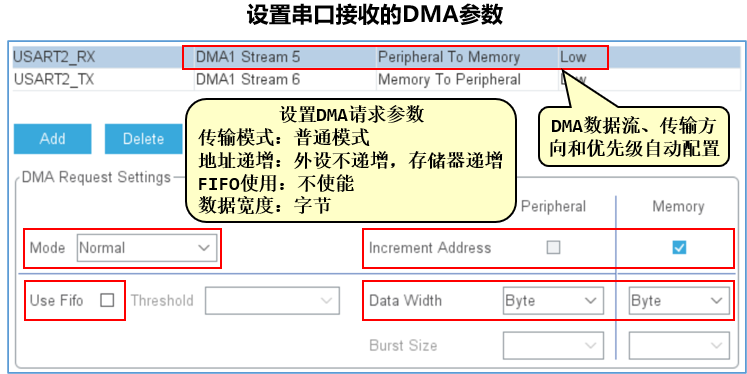 设置串口接收的DMA参数
USART2_RX DMA1 Stream 5 Peripheral To Memory Low
USART2_TX DMA1 Stream 6 Memory To Peripheral Low
设置DMA请求参数
传输模式：普通模式
地址递增：外设不递增，存储器递增
FIFO使用：不使能
数据宽度：字节
DMA数据流、传输方
向和优先级自动配置
Add Delete
DMA Request Settings
Peripheral Memory
Mode Normal Increment Address
Use Fifo Threshold Data Width Byte Byte
Burst Size